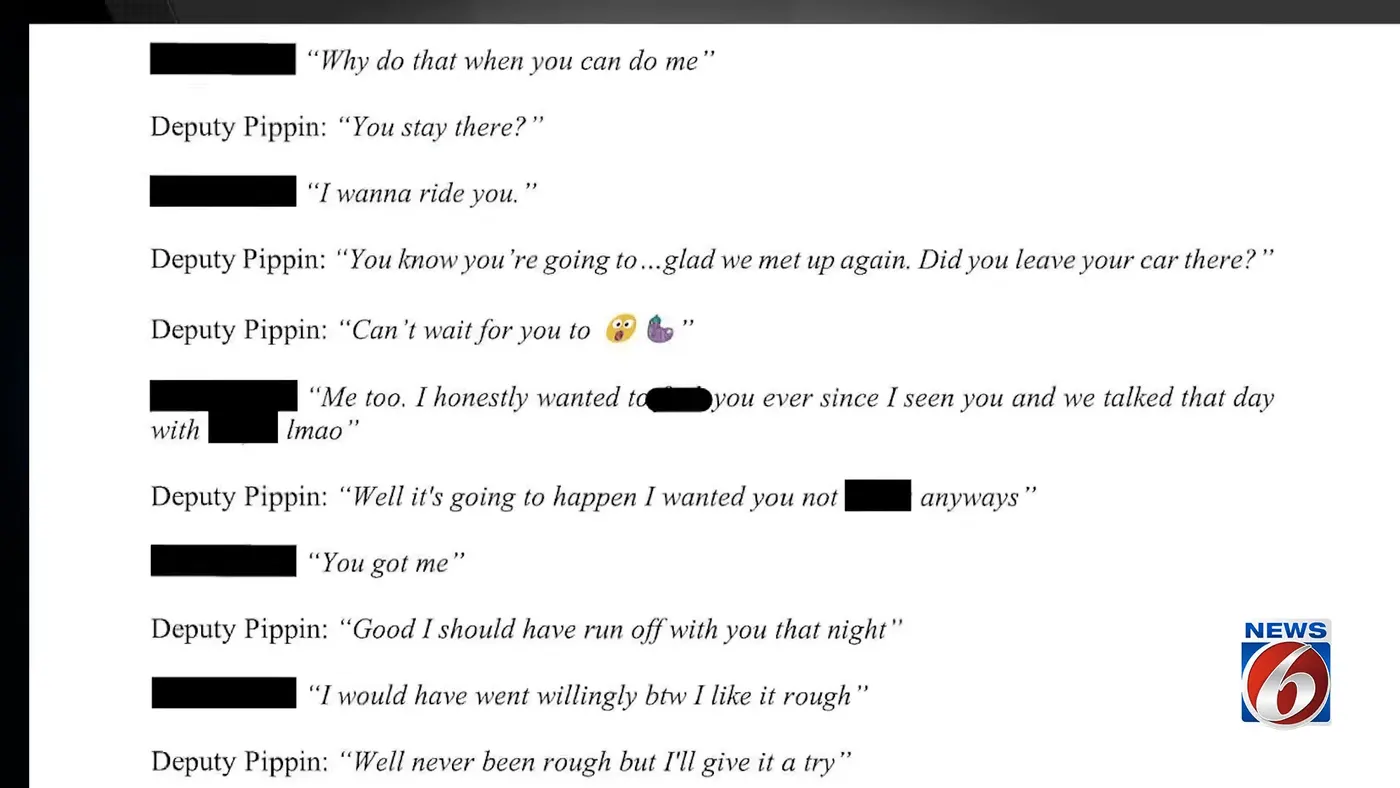 “Why do that when you can do me”
Deputy Pippin: “You stay there?”
“I wanna ride you.”
Deputy Pippin: “You know you’re going to…glad we met up again. Did you leave your car there?”
Deputy Pippin: “Can’t wait for you to 😲 🍆 ”
“Me too. I honestly wanted to you ever since I seen you and we talked that day
with lmao”
Deputy Pippin: “Well it's going to happen I wanted you not anyways”
“You got me”
Deputy Pippin: “Good I should have run off with you that night”
“I would have went willingly btw I like it rough”
Deputy Pippin: “Well never been rough but I'll give it a try”
NEWS
6